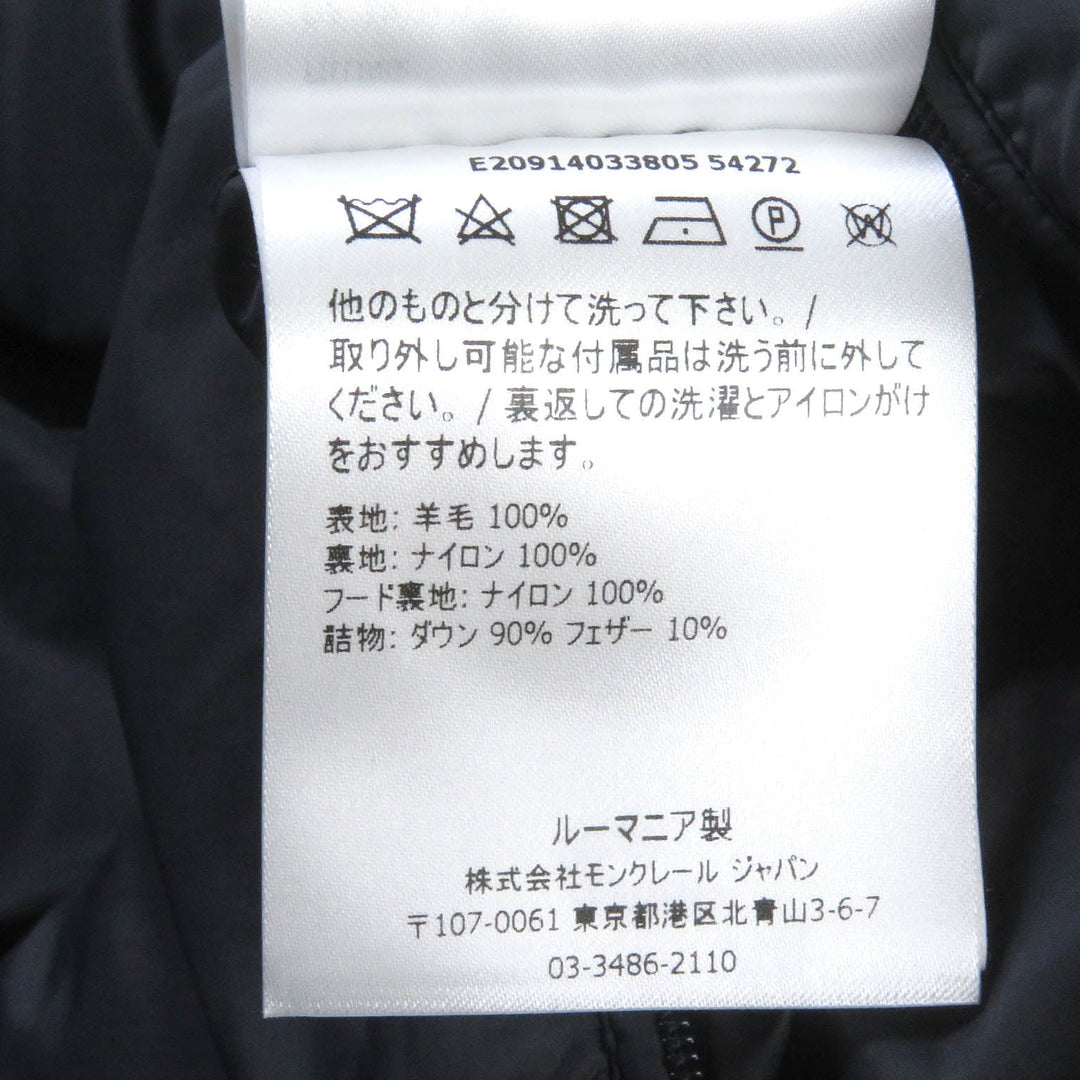 E20914033805 54272
他のものと分けて洗って下さい。/
取り外し可能な付属品は洗う前に外して
ください。/ 裏返しての洗濯とアイロンがけ
をおすすめします。
表地: 羊毛 100%
裏地: ナイロン 100%
フード裏地: ナイロン 100%
詰物: ダウン 90% フェザー 10%
ルーマニア製
株式会社モンクレール ジャパン
〒107-0061 東京都港区北青山3-6-7
03-3486-2110